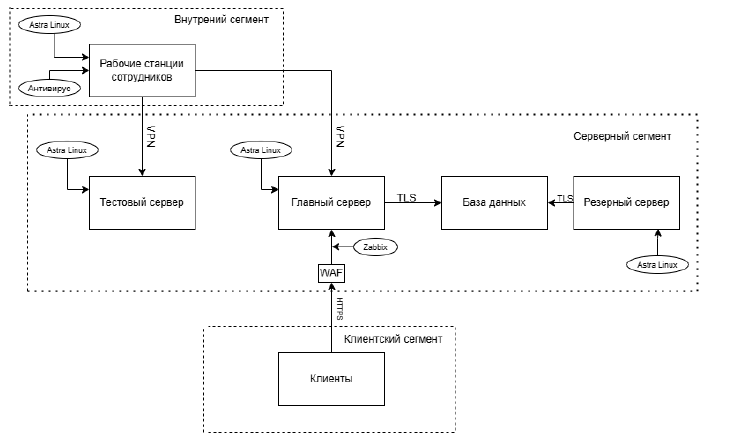 Внутрений сегмент
Astra Linux
Рабочие станции
сотрудников
Антивирус
VPN
VPN
Серверный сегмент
Astra Linux
Astra Linux
Тестовый сервер
Главный сервер
TLS
База данных
TLS
Резерный сервер
Zabbix
Astra Linux
WAF
HTTPS
Клиентский сегмент
Клиенты